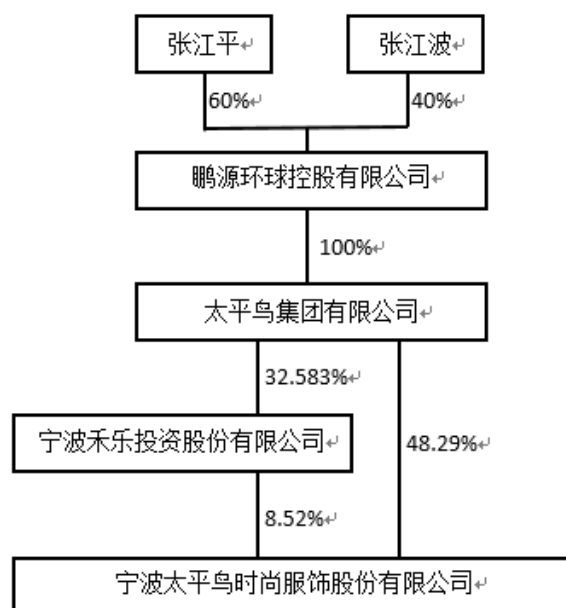 张江平↵
张江波↵
60%↵
40%↵
鹏源环球控股有限公司↵
100%↵
太平鸟集团有限公司↵
32.583%↵
宁波禾乐投资股份有限公司↵
48.29%↵
8.52%↵
宁波太平鸟时尚服饰股份有限公司↵